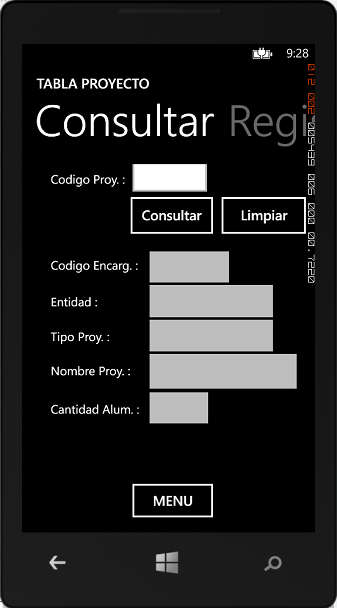 9:28
TABLA PROYECTO
Consultar Regi
Codigo Proy. :
Consultar Limpiar
Codigo Encarg. :
Entidad :
Tipo Proy. :
Nombre Proy. :
Cantidad Alum. :
MENU